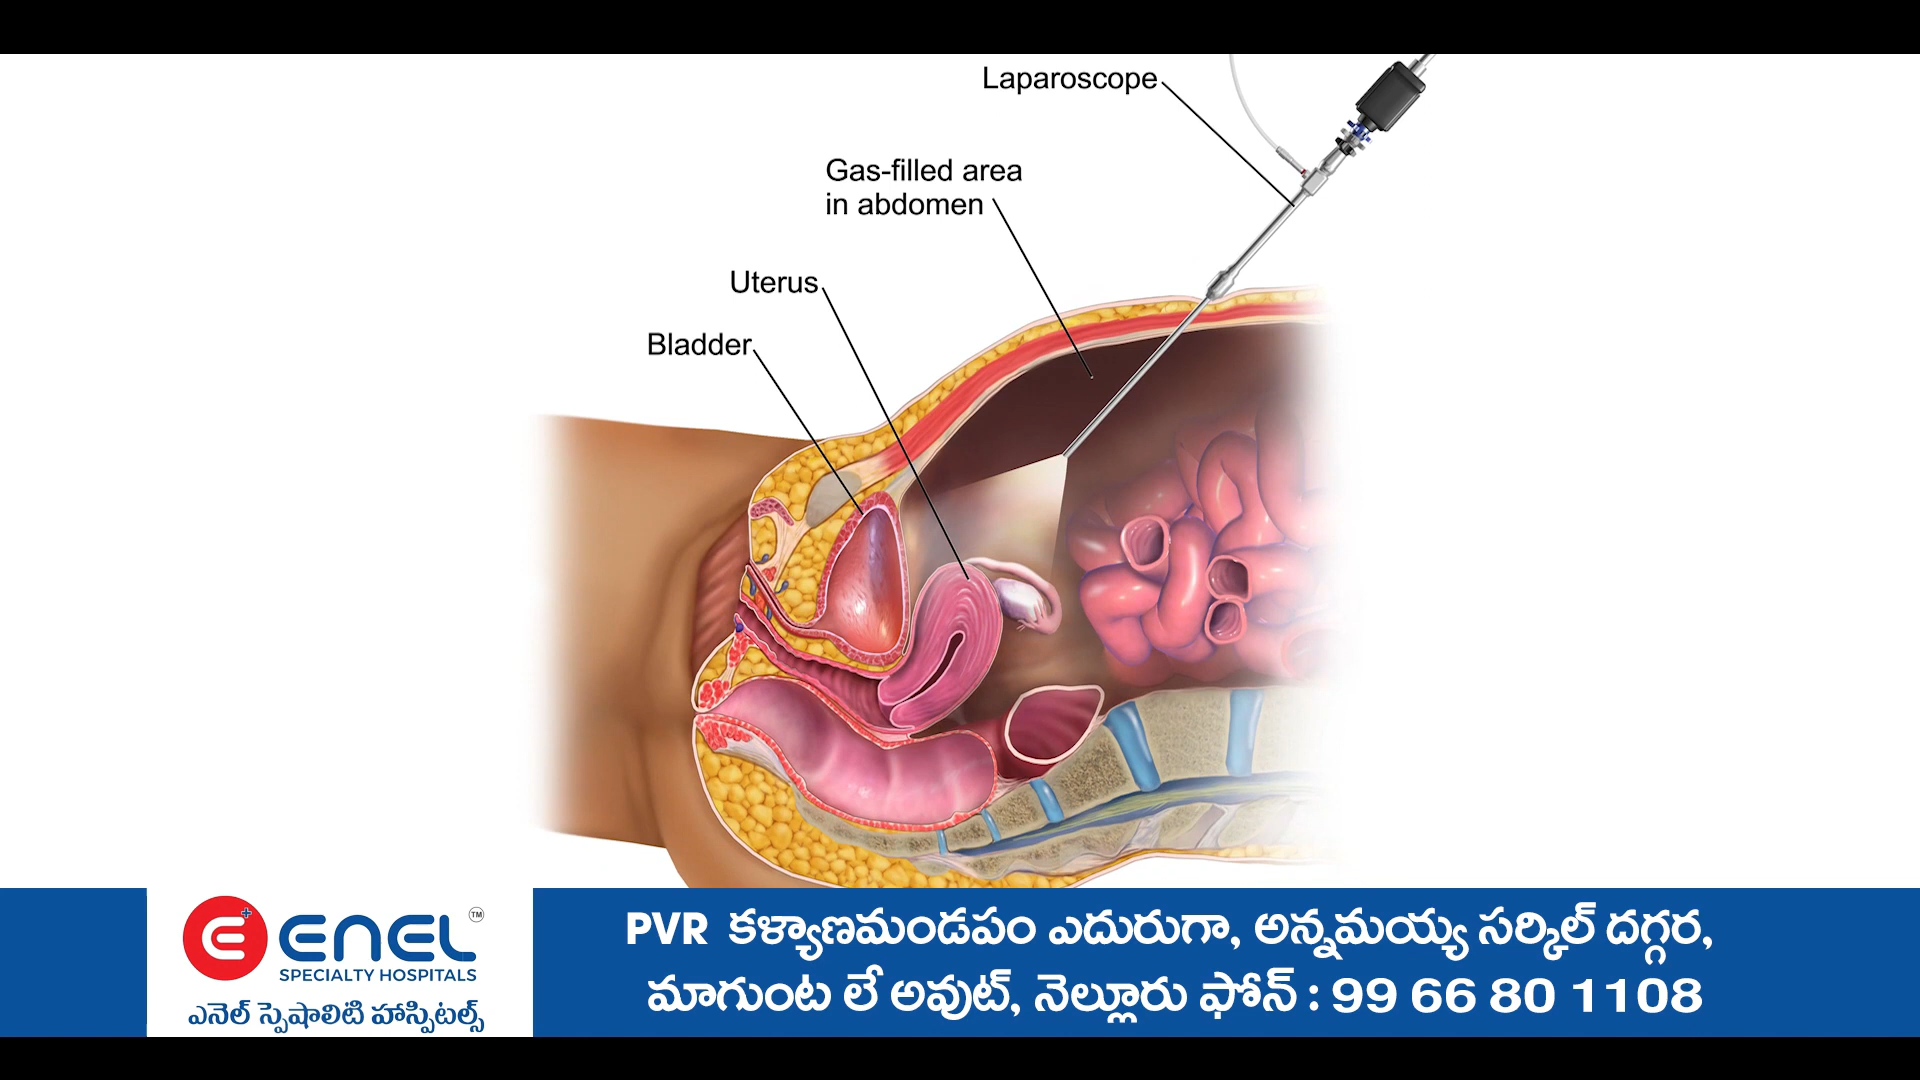 Laparoscope
Gas-filled area
in abdomen
Uterus
Bladder
ENEL™
SPECIALTY HOSPITALS
ఎనెల్ స్పెషాలిటి హాస్పిటల్స్
PVR కళ్యాణమండపం ఎదురుగా, అన్నమయ్య సర్కిల్ దగ్గర,
మాగుంట లే అవుట్, నెల్లూరు ఫోన్ : 99 66 80 1108